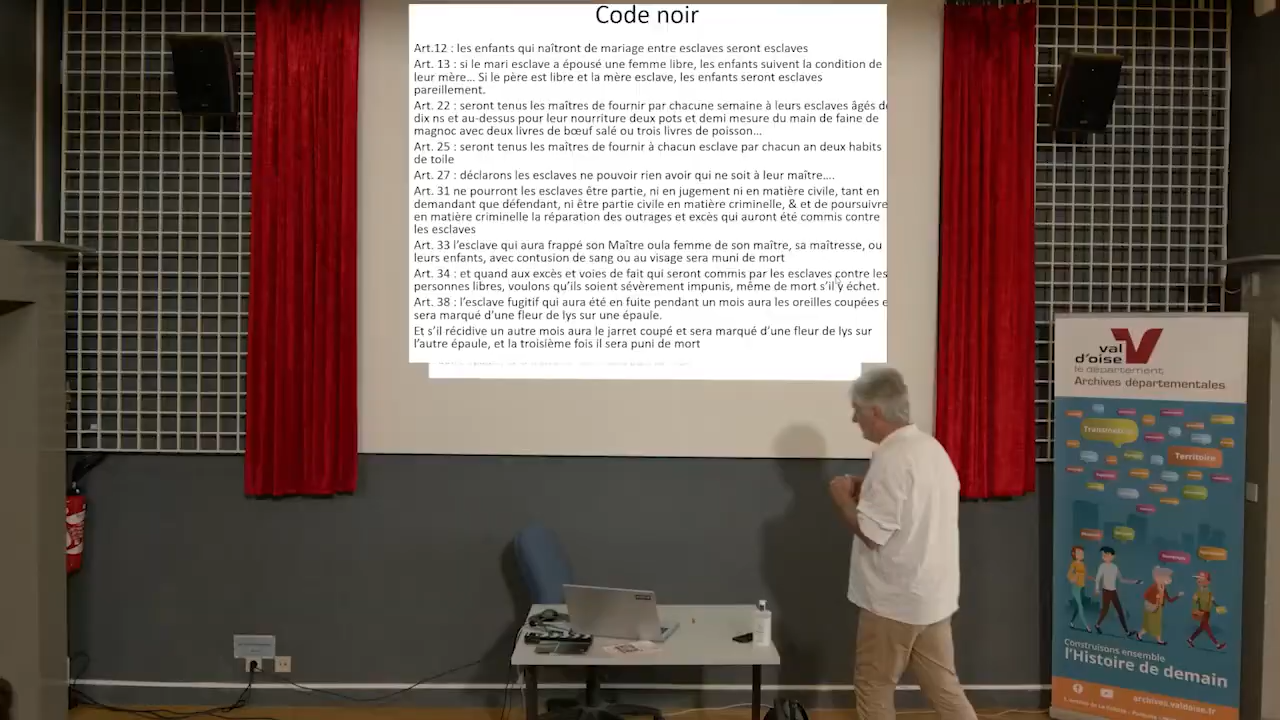 Code noir
Art.12 : les enfants qui naîtront de mariage entre esclaves seront esclaves
Art. 13 : si le mari esclave a épousé une femme libre, les enfants suivent la condition de
leur mère... Si le père est libre et la mère esclave, les enfants seront esclaves
pareillement.
Art. 22 : seront tenus les maîtres de fournir par chacune semaine à leurs esclaves âgés de
dix ns et au-dessus pour leur nourriture deux pots et demi mesure du main de faine de
magnoc avec deux livres de bœuf salé ou trois livres de poisson...
Art. 25 : seront tenus les maîtres de fournir à chacun esclave par chacun an deux habits
de toile
Art. 27 : déclarons les esclaves ne pouvoir rien avoir qui ne soit à leur maître....
Art. 31 ne pourront les esclaves être partie, ni en jugement ni en matière civile, tant en
demandant que défendant, ni être partie civile en matière criminelle, & et de poursuivre
en matière criminelle la réparation des outrages et excès qui auront été commis contre
les esclaves
Art. 33 l'esclave qui aura frappé son Maître oula femme de son maître, sa maîtresse, ou
leurs enfants, avec contusion de sang ou au visage sera muni de mort
Art. 34 : et quand aux excès et voies de fait qui seront commis par les esclaves contre les
personnes libres, voulons qu'ils soient sévèrement impunis, même de mort s'il y échet.
Art. 38 : l'esclave fugitif qui aura été en fuite pendant un mois aura les oreilles coupées e
sera marqué d'une fleur de lys sur une épaule.
Et s'il récidive un autre mois aura le jarret coupé et sera marqué d'une fleur de lys sur
l'autre épaule, et la troisième fois il sera puni de mort
val
d'oise
le département
Archives départementales
Territoire
Construisons ensemble
l'Histoire de demain
archives.valdoise.fr